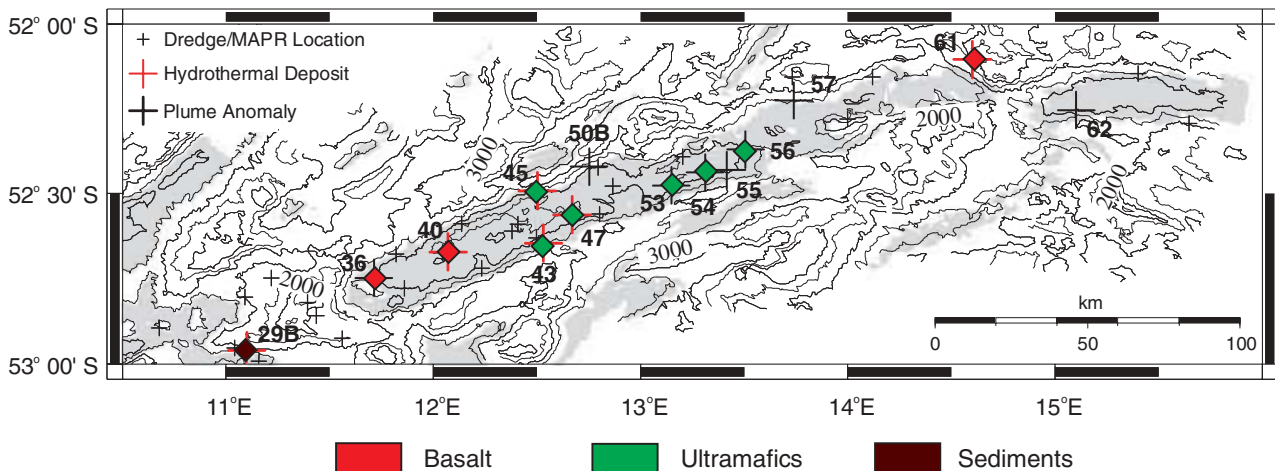 52° 00' S
Dredge/MAPR Location
Hydrothermal Deposit
Plume Anomaly
61
57
50B
3000
2000
62
45
56
52° 30' S
55
53
54
2000
40
47
3000
36
43
2000
km
29B
0 50 100
53° 00' S
11°E 12°E 13°E 14°E 15°E
Basalt Ultramafics Sediments